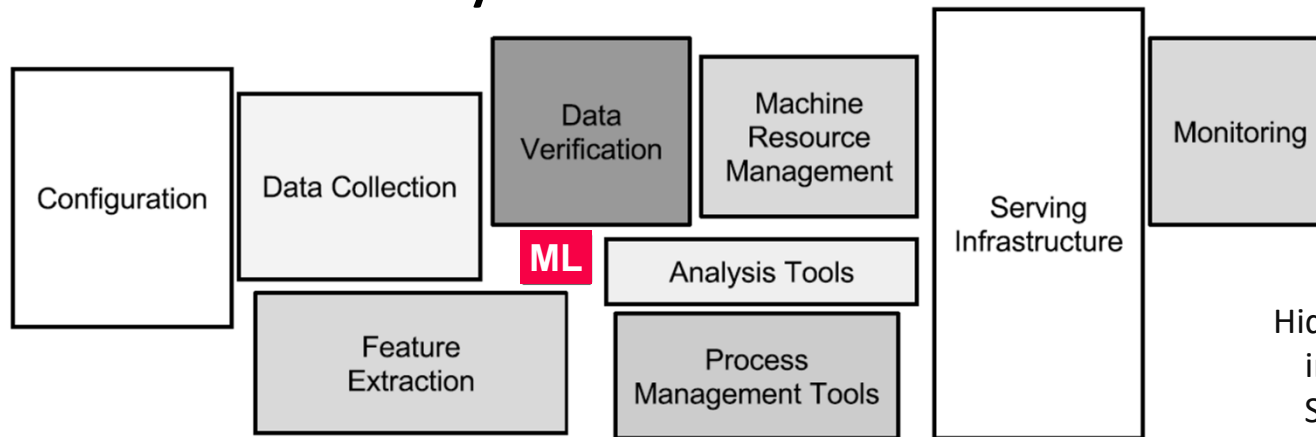 Configuration
Data Collection
Data
Verification
Machine
Resource
Management
Serving
Infrastructure
Monitoring
ML
Analysis Tools
Feature
Extraction
Process
Management Tools